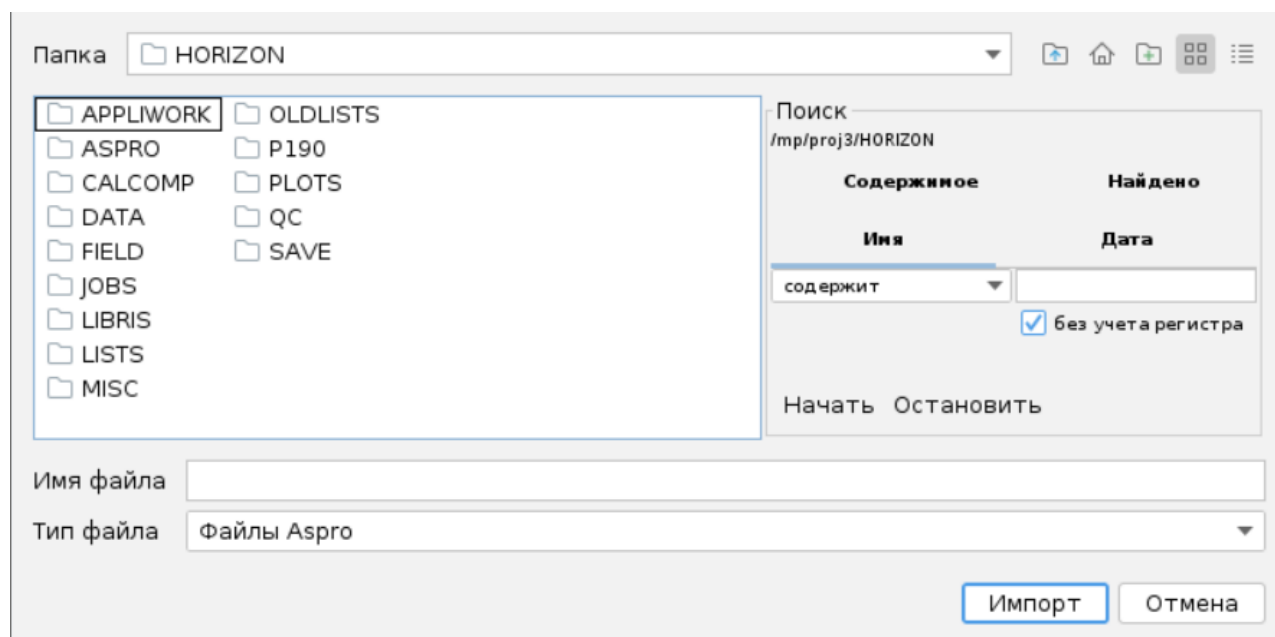 Папка HORIZON
APPLIWORK OLDLISTS
ASPRO P190
CALCOMP PLOTS
DATA QC
FIELD SAVE
JOBS
LIBRIS
LISTS
MISC
Поиск
/mp/proj3/HORIZON
Содержимое Найдено
Имя Дата
содержит
без учета регистра
Начать Остановить
Имя файла
Тип файла Файлы Aspro
Импорт Отмена